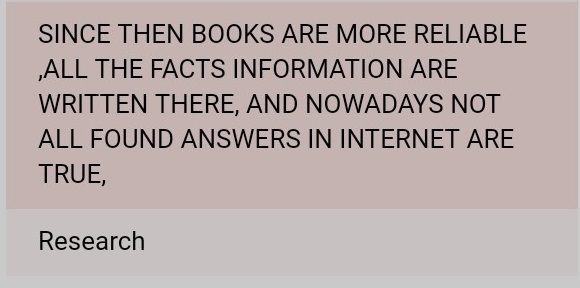 SINCE THEN BOOKS ARE MORE RELIABLE
,ALL THE FACTS INFORMATION ARE
WRITTEN THERE, AND NOWADAYS NOT
ALL FOUND ANSWERS IN INTERNET ARE
TRUE,
Research